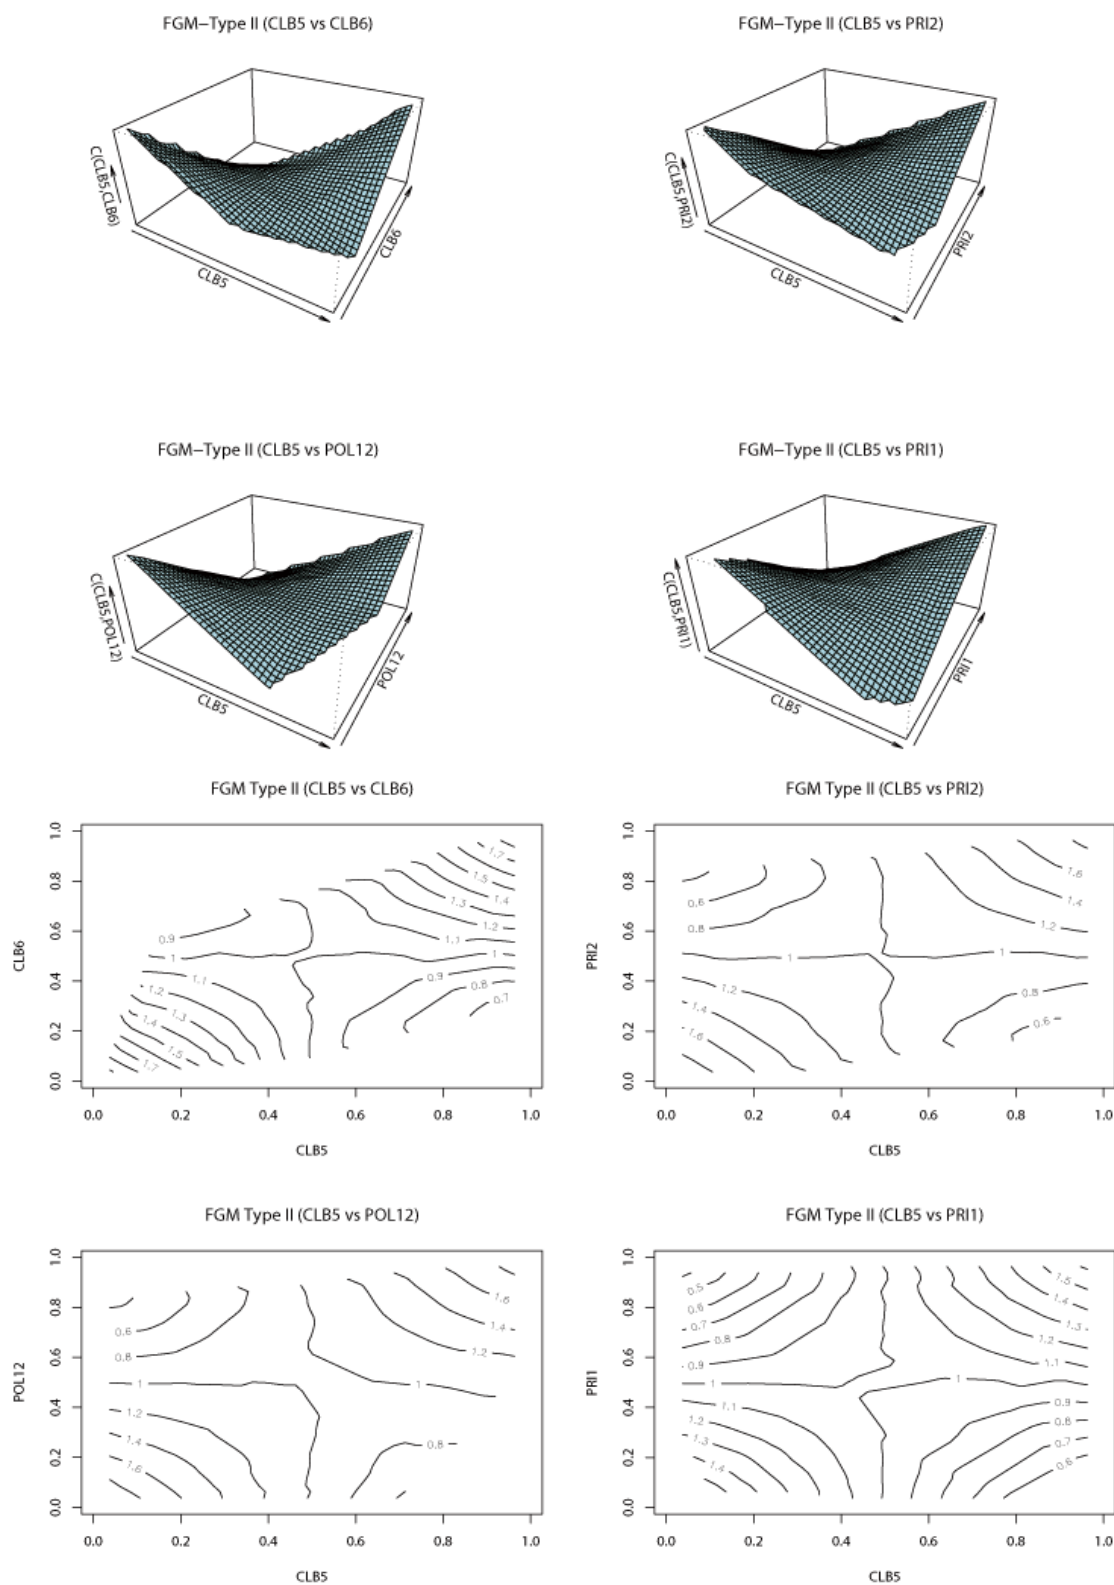 FGM−Type II (CLB5 vs CLB6)
FGM−Type II (CLB5 vs PRI2)
C(CLB5,CLB6)
CLB5
CLB6
C(CLB5,PRI2)
CLB5
PRI2
FGM−Type II (CLB5 vs POL12)
FGM−Type II (CLB5 vs PRI1)
C(CLB5,POL12)
CLB5
POL12
C(CLB5,PRI1)
CLB5
PRI1
FGM Type II (CLB5 vs CLB6)
CLB6
1.0
0.8
0.6
0.4
0.2
0.0
1.7
1.5
1.4
1.3
1.2
1.1
0.9
1
1
1.1
0.9
1.2
0.8
1.3
0.7
1.4
1.5
1.7
0.0 0.2 0.4 0.6 0.8 1.0
CLB5
FGM Type II (CLB5 vs PRI2)
PRI2
1.0
0.8
0.6
0.4
0.2
0.0
1.6
0.6
1.4
0.8
1.2
1
1
1.2
0.8
1.4
0.6
1.6
0.0 0.2 0.4 0.6 0.8 1.0
CLB5
FGM Type II (CLB5 vs POL12)
POL12
1.0
0.8
0.6
0.4
0.2
0.0
1.6
0.6
1.4
0.8
1.2
1
1
1.2
1.4
0.8
1.6
0.0 0.2 0.4 0.6 0.8 1.0
CLB5
FGM Type II (CLB5 vs PRI1)
PRI1
1.0
0.8
0.6
0.4
0.2
0.0
0.5
1.5
0.6
1.4
0.7
1.3
0.8
1.2
0.9
1.1
1
1
1.1
0.9
1.2
0.8
1.3
0.7
1.4
0.6
0.0 0.2 0.4 0.6 0.8 1.0
CLB5